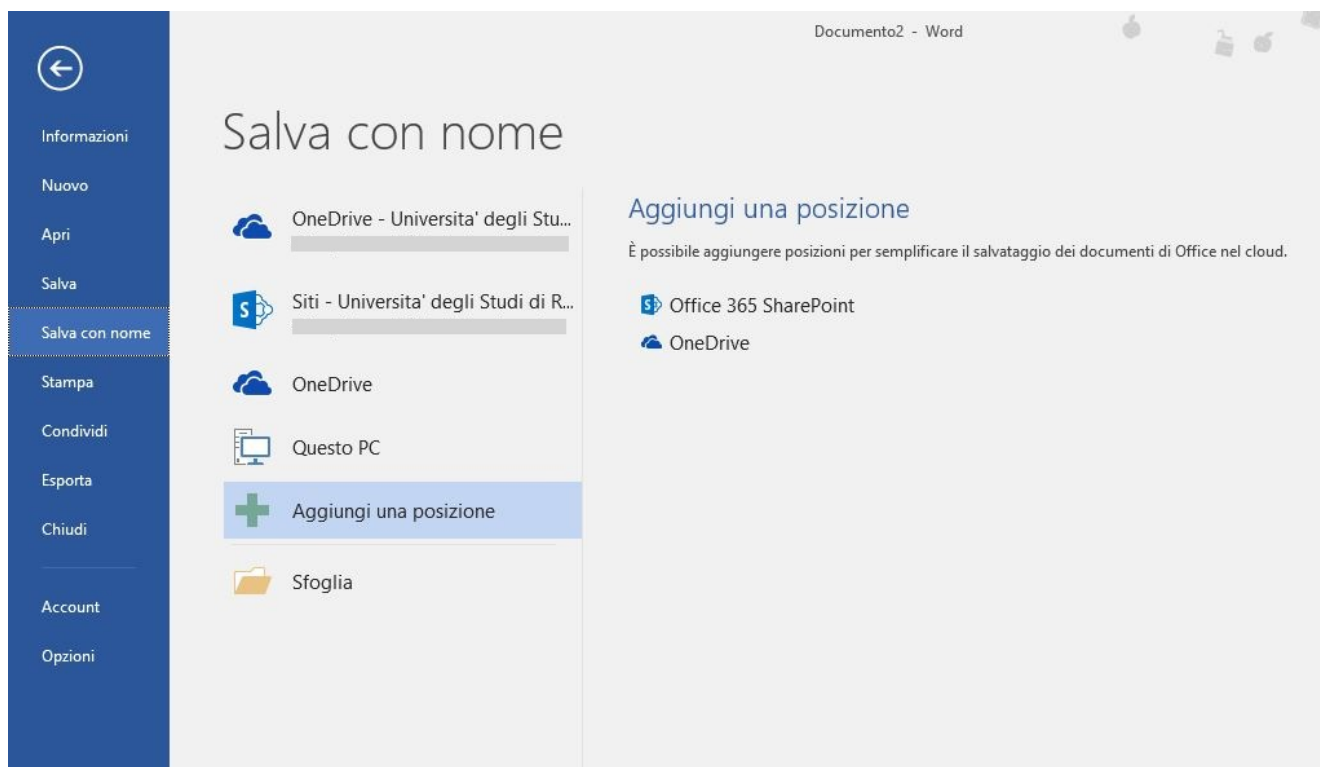 Documento2 - Word
Informazioni
Nuovo
Apri
Salva
Salva con nome
Stampa
Condividi
Esporta
Chiudi
Account
Opzioni
Salva con nome
OneDrive - Universita' degli Stu...
Siti - Universita' degli Studi di R...
OneDrive
Questo PC
Aggiungi una posizione
Sfoglia
Aggiungi una posizione
È possibile aggiungere posizioni per semplificare il salvataggio dei documenti di Office nel cloud.
Office 365 SharePoint
OneDrive